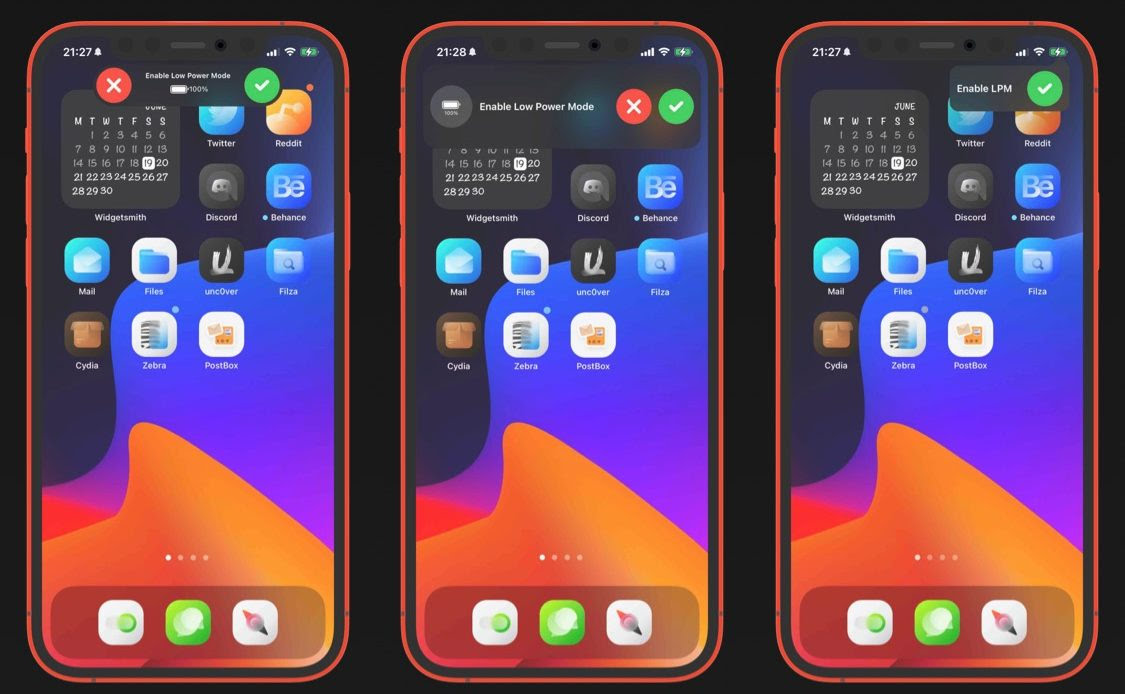 21:27
Enable Low Power Mode
100%
JUNE
M T W T F S S
1 2 3 4 5 6
7 8 9 10 11 12 13
14 15 16 17 18 19 20
21 22 23 24 25 26 27
28 29 30
Widgetsmith
Twitter
Reddit
Discord
Bē
Behance
Mail
Files
unc0ver
Filza
Cydia
Zebra
PostBox
21:28
100%
Enable Low Power Mode
7 8 9 10 11 12 13
14 15 16 17 18 19 20
21 22 23 24 25 26 27
28 29 30
Widgetsmith
Discord
Bē
Behance
Mail
Files
unc0ver
Filza
Cydia
Zebra
PostBox
21:27
Enable LPM
JUNE
M T W T F S S
1 2 3 4 5 6
7 8 9 10 11 12 13
14 15 16 17 18 19 20
21 22 23 24 25 26 27
28 29 30
Widgetsmith
Twitter
Reddit
Discord
Bē
Behance
Mail
Files
unc0ver
Filza
Cydia
Zebra
PostBox